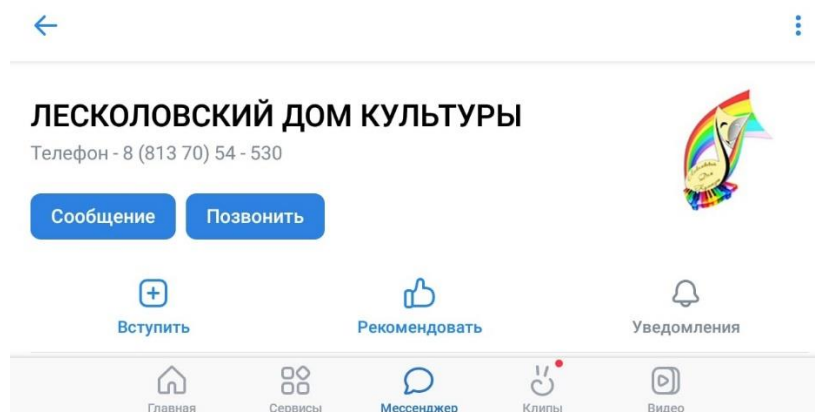 ЛЕСКОЛОВСКИЙ ДОМ КУЛЬТУРЫ
Телефон - 8 (813 70) 54 - 530
Сообщение Позвонить
Вступить Рекомендовать Уведомления
Главная Сервисы Мессенджер Клипы Видео